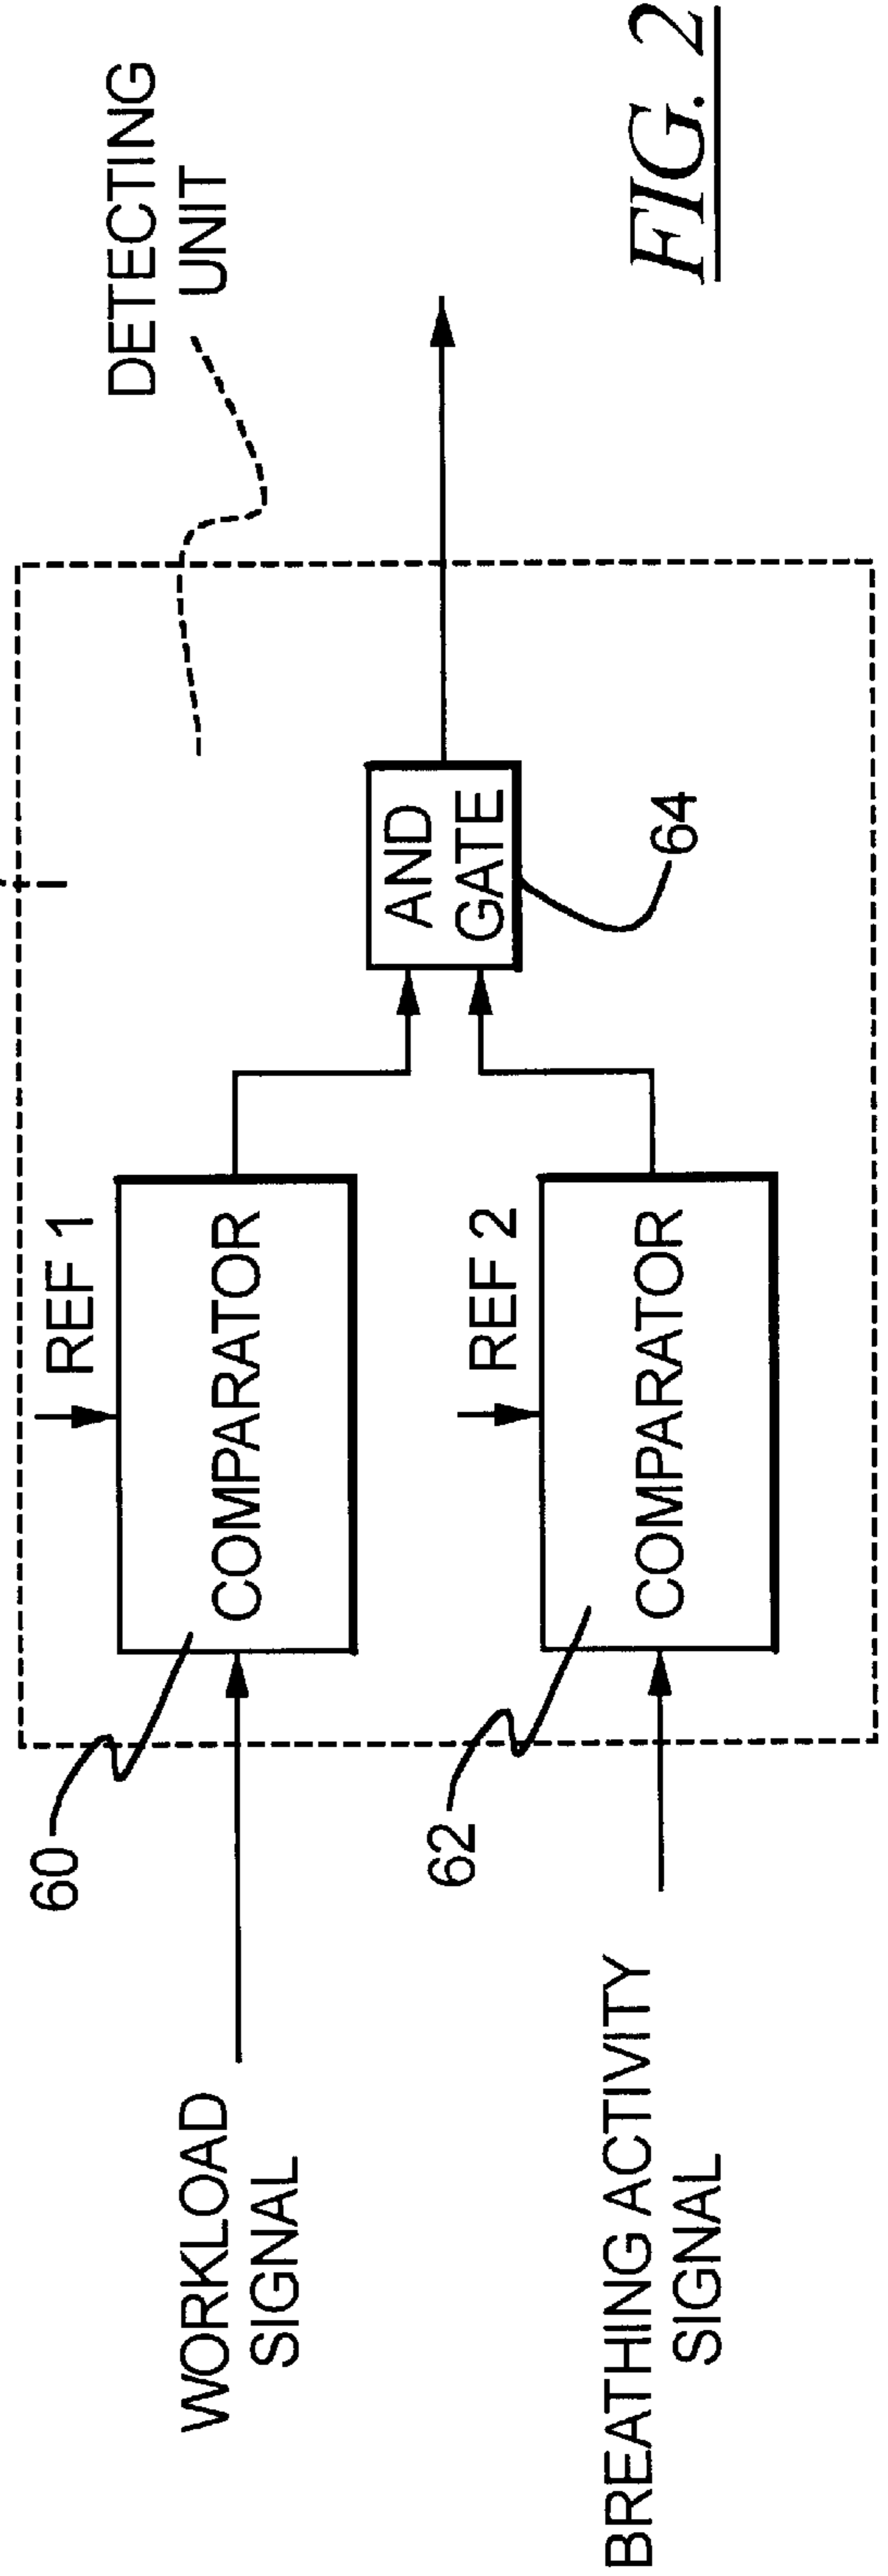 DETECTING
UNIT
REF 1
60
COMPARATOR
WORKLOAD
SIGNAL
AND
GATE
64
REF 2
62
COMPARATOR
BREATHING ACTIVITY
SIGNAL
FIG. 2